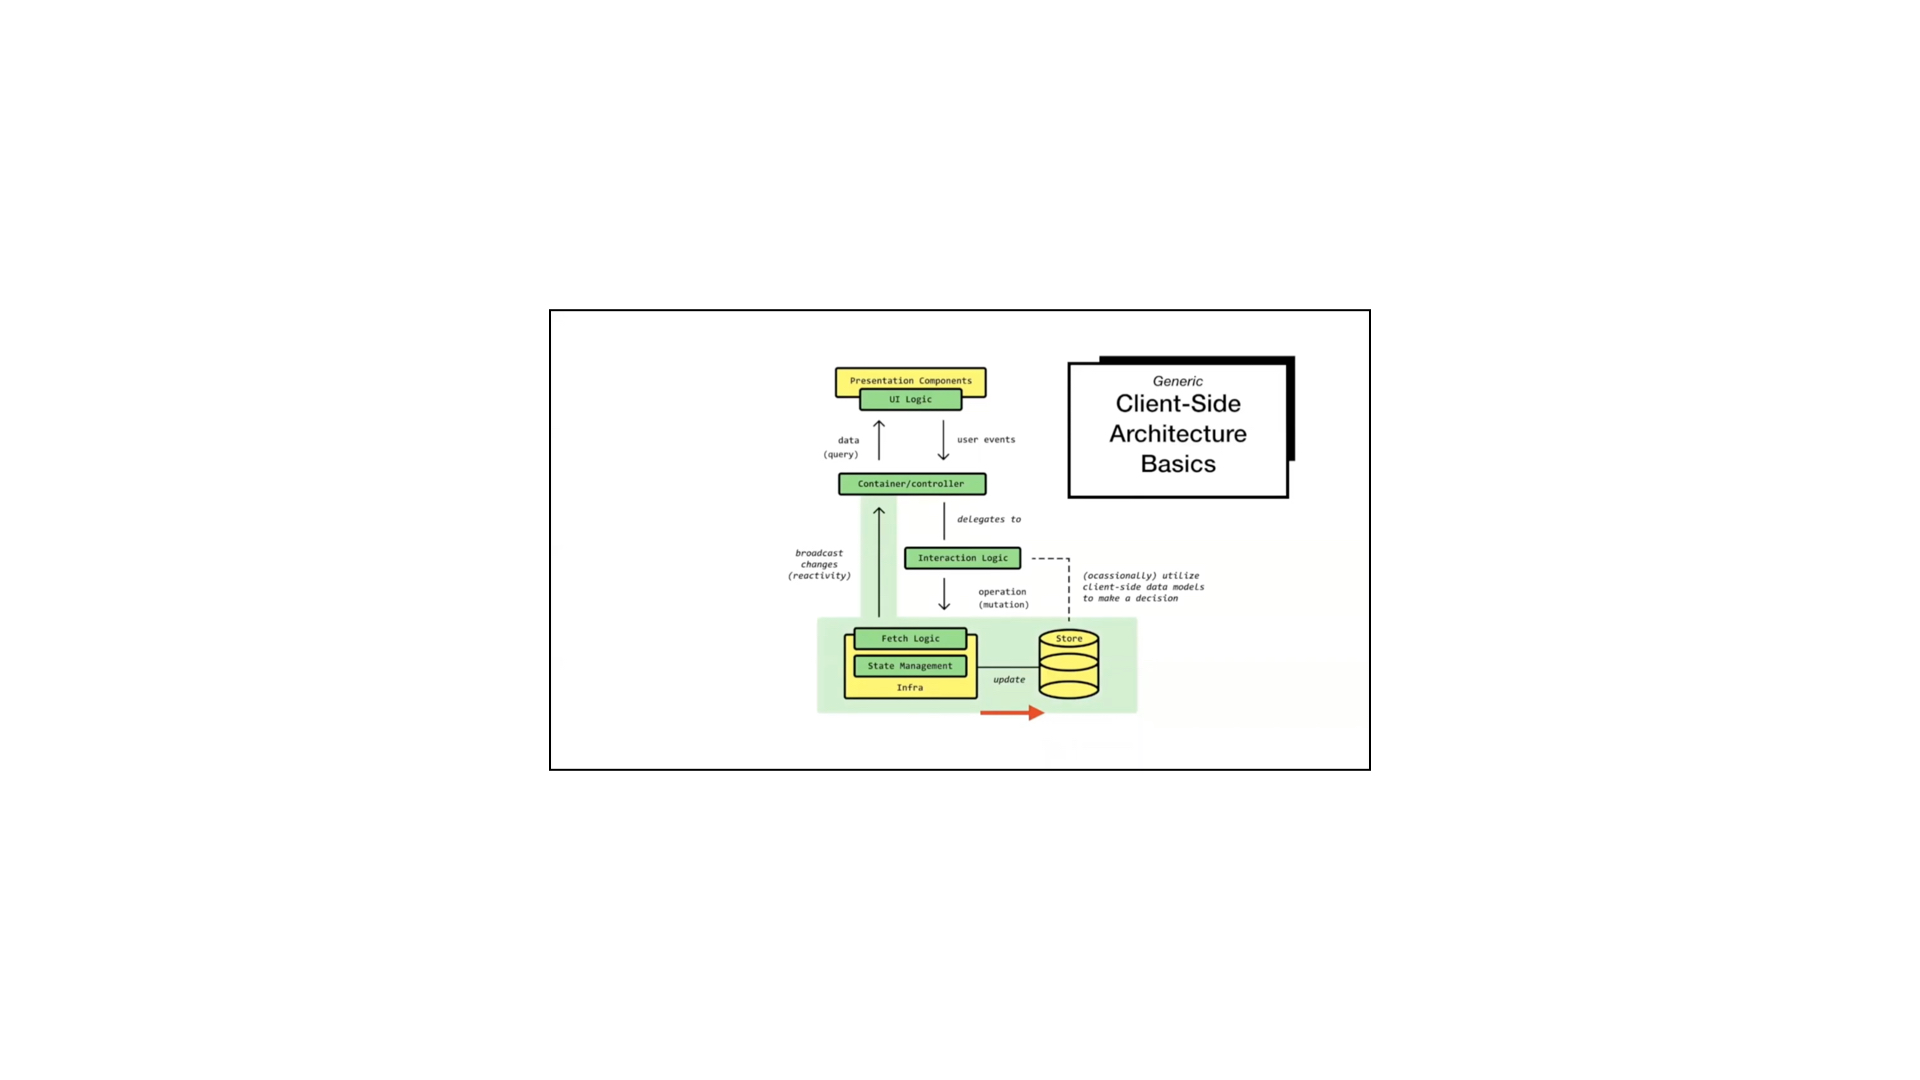 Generic
Client-Side
Architecture
Basics
Presentation Components
UI Logic
data
(query)
user events
Container/controller
delegates to
broadcast
changes
(reactivity)
Interaction Logic
operation
(mutation)
(ocassionally) utilize
client-side data models
to make a decision
Fetch Logic
State Management
Infra
update
Store